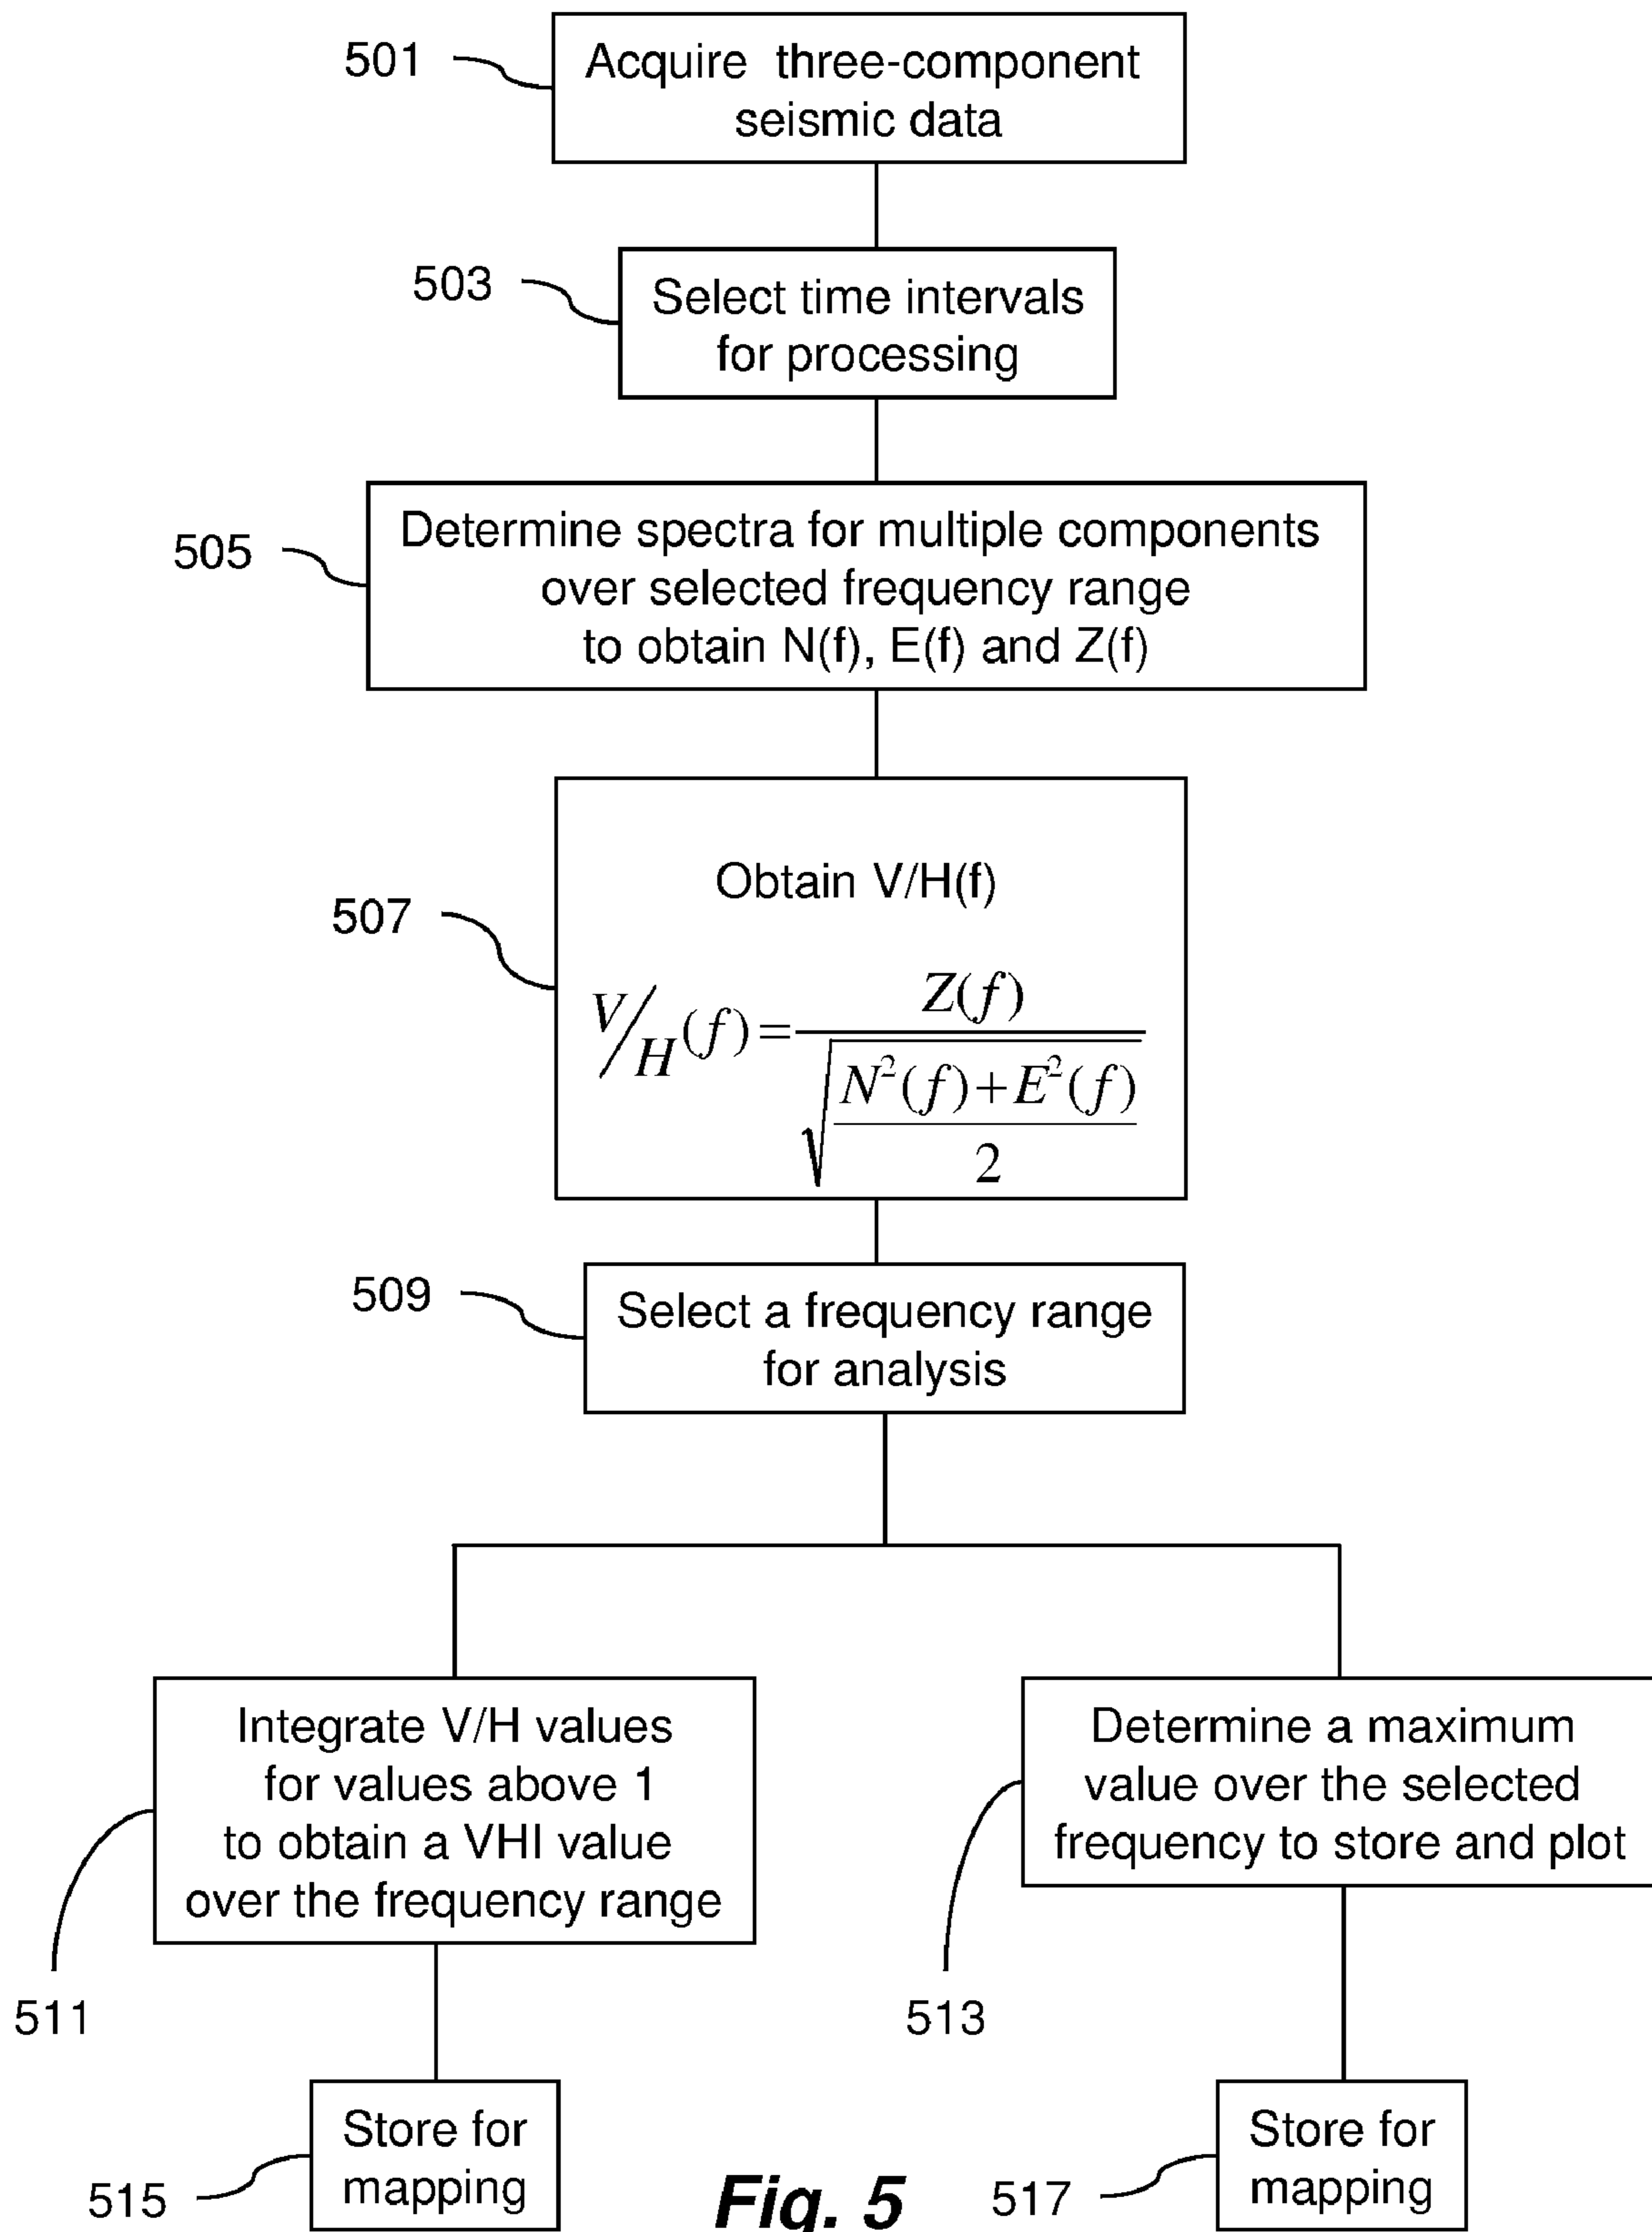 501
Acquire three-component
seismic data
503
Select time intervals
for processing
505
Determine spectra for multiple components
over selected frequency range
to obtain N(f), E(f) and Z(f)
507
Obtain V/H(f)
V/H(f)=Z(f)/√((N²(f)+E²(f))/2)
509
Select a frequency range
for analysis
Integrate V/H values
for values above 1
to obtain a VHI value
over the frequency range
511
Determine a maximum
value over the selected
frequency to store and plot
513
Store for
mapping
515
Store for
mapping
517
Fig. 5